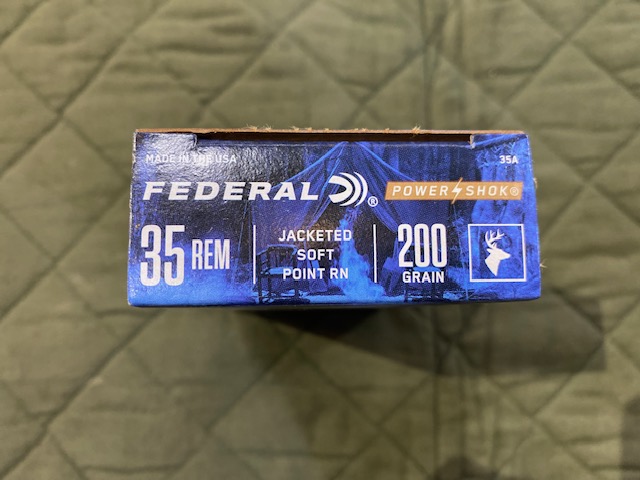 MADE IN THE USA
35A
FEDERAL ® POWER SHOK®
35 REM
JACKETED
SOFT
POINT RN
200
GRAIN